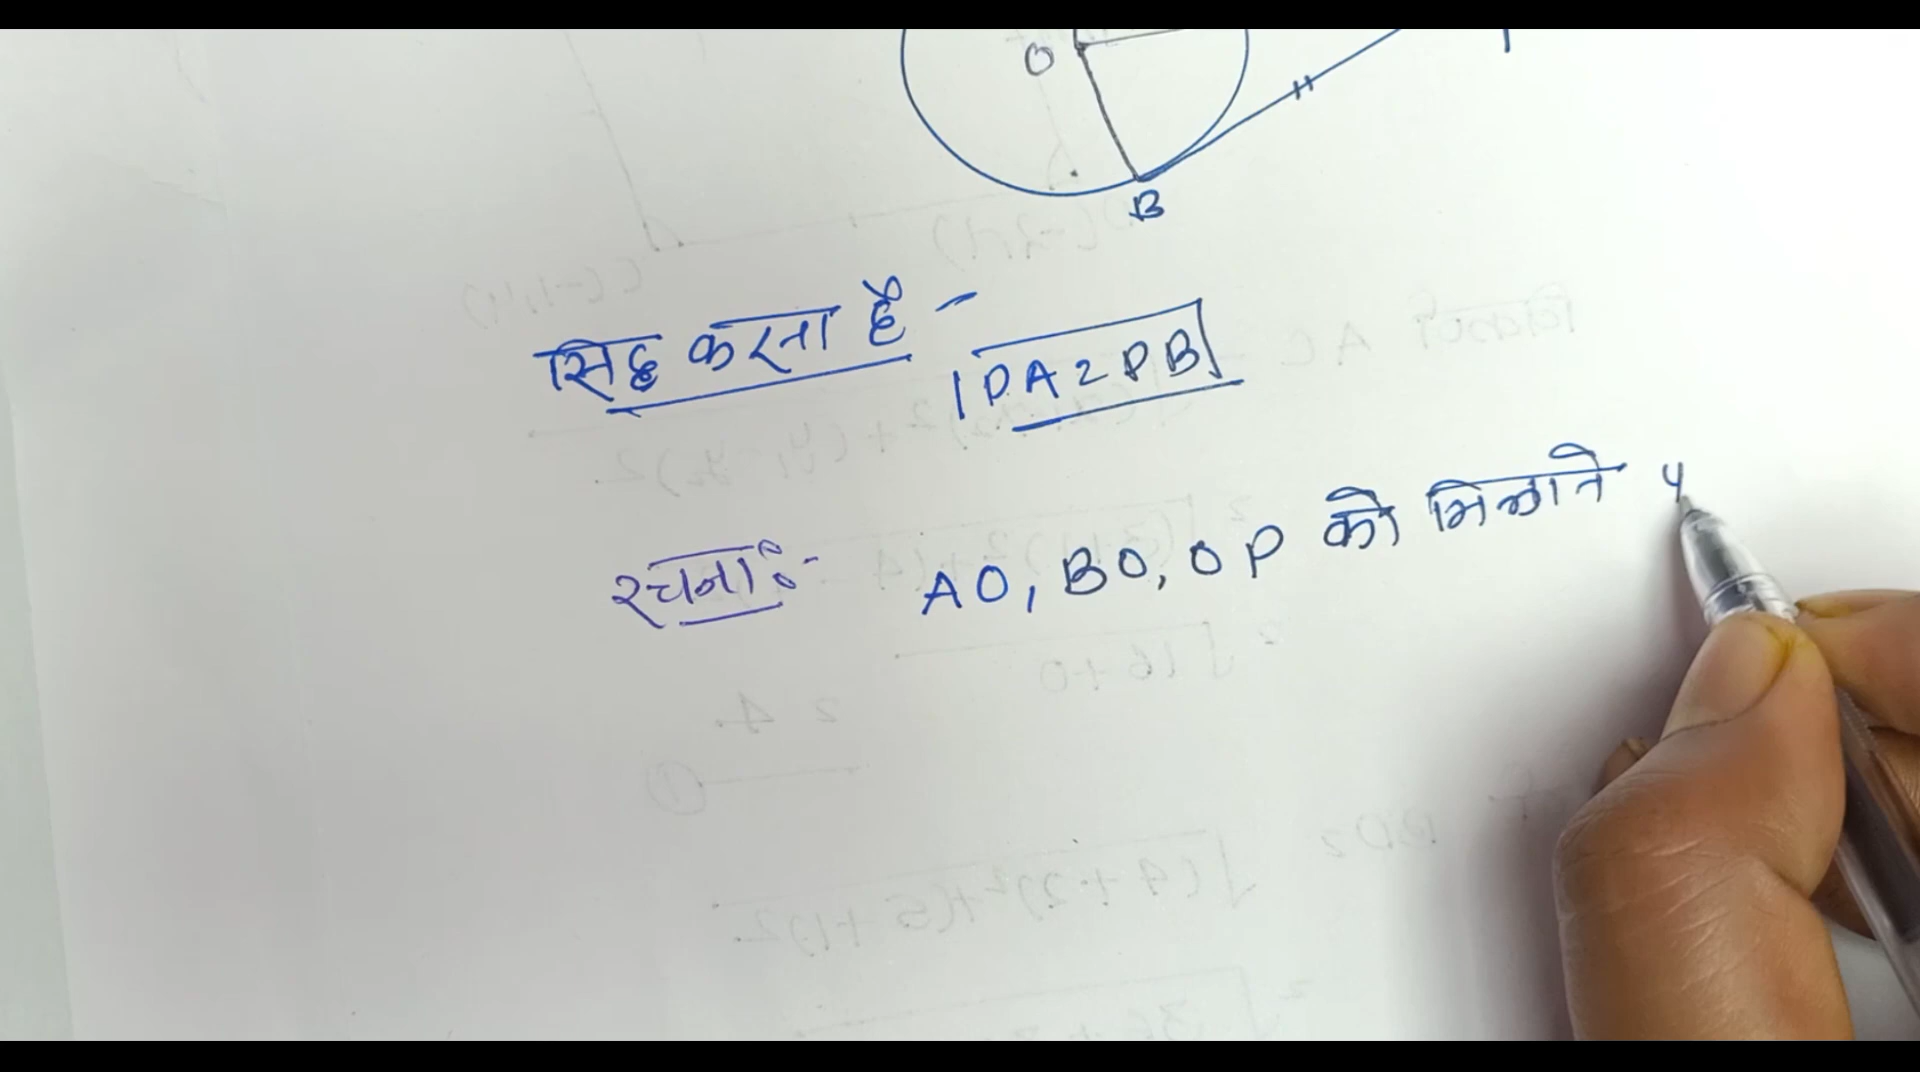 O
B
सिद्ध करना है -
PA = PB
रचना :- AO, BO, OP को मिलाते